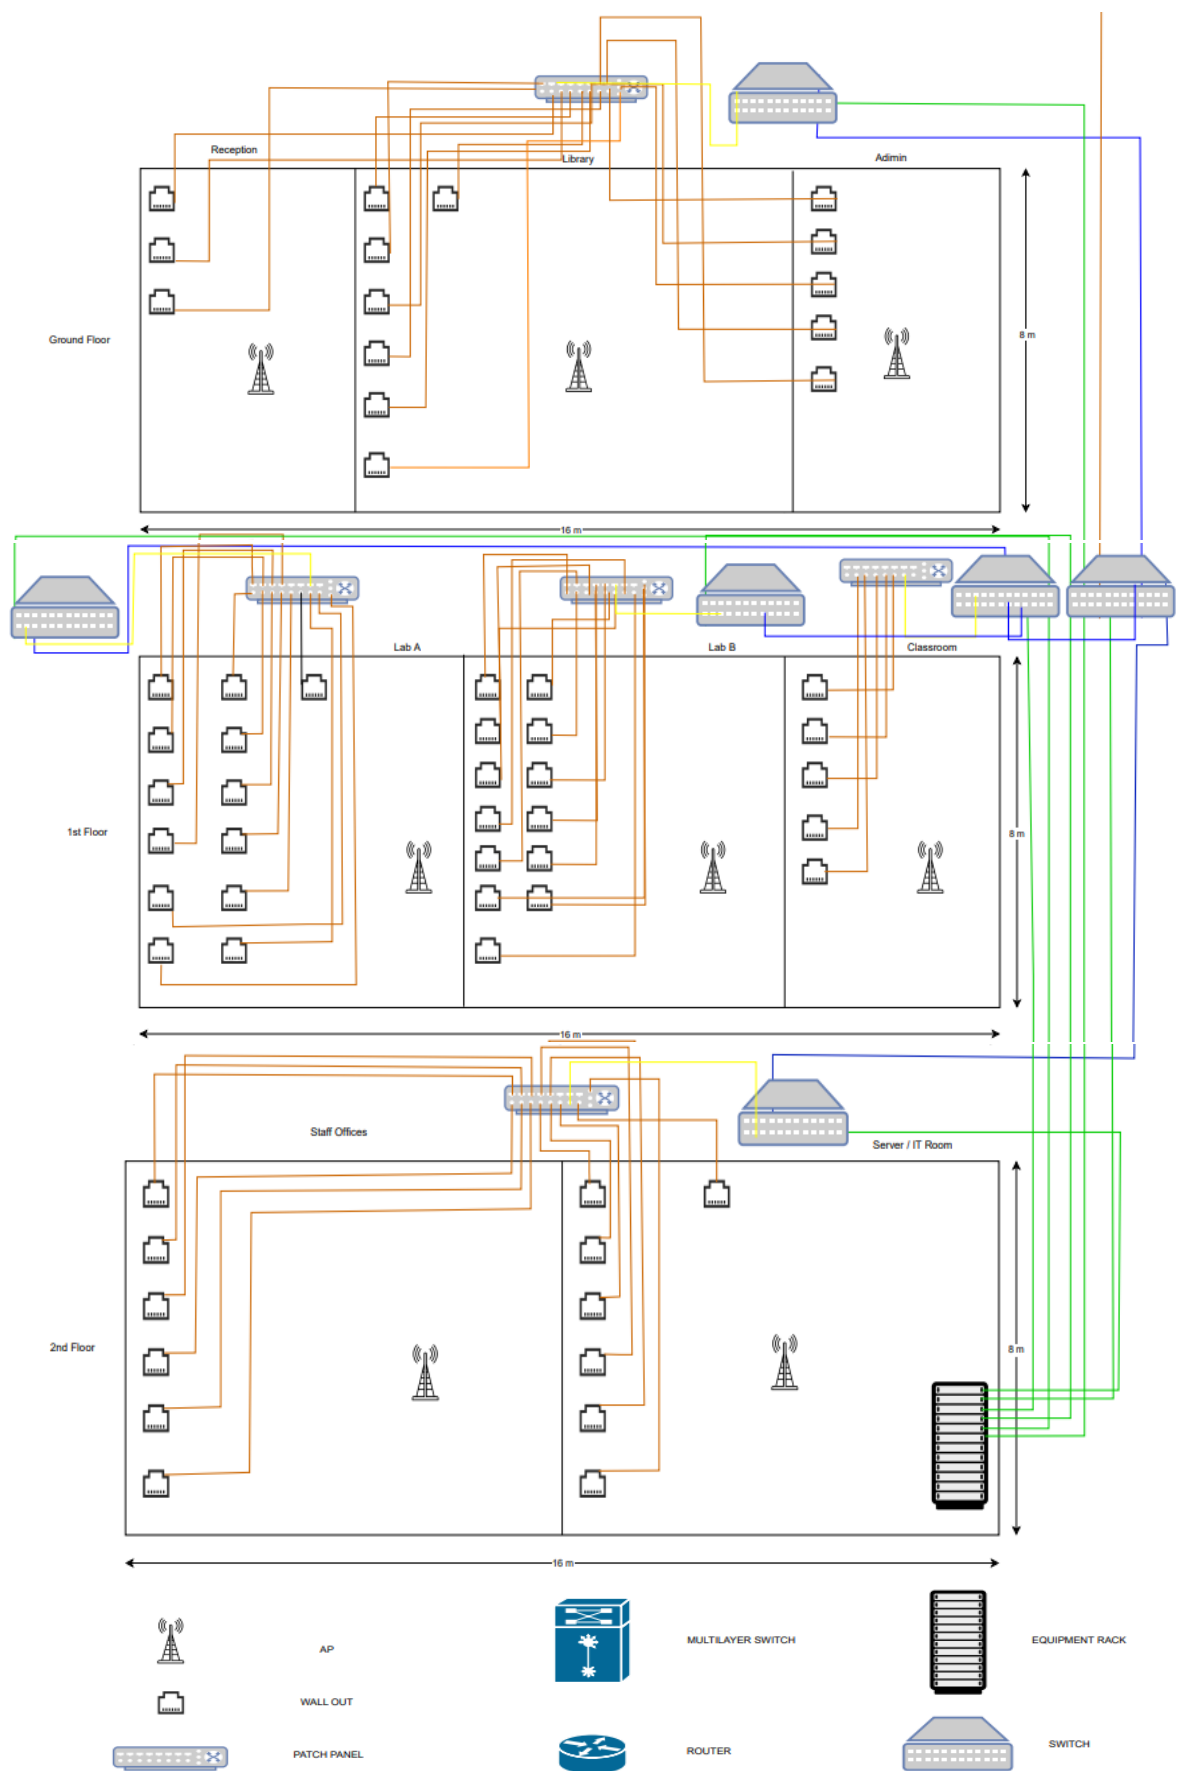 Reception
Library
Adimin
Ground Floor
8 m
16 m
Lab A
Lab B
Classroom
1st Floor
8 m
16 m
Staff Offices
Server / IT Room
2nd Floor
8 m
16 m
AP
MULTILAYER SWITCH
EQUIPMENT RACK
WALL OUT
PATCH PANEL
ROUTER
SWITCH